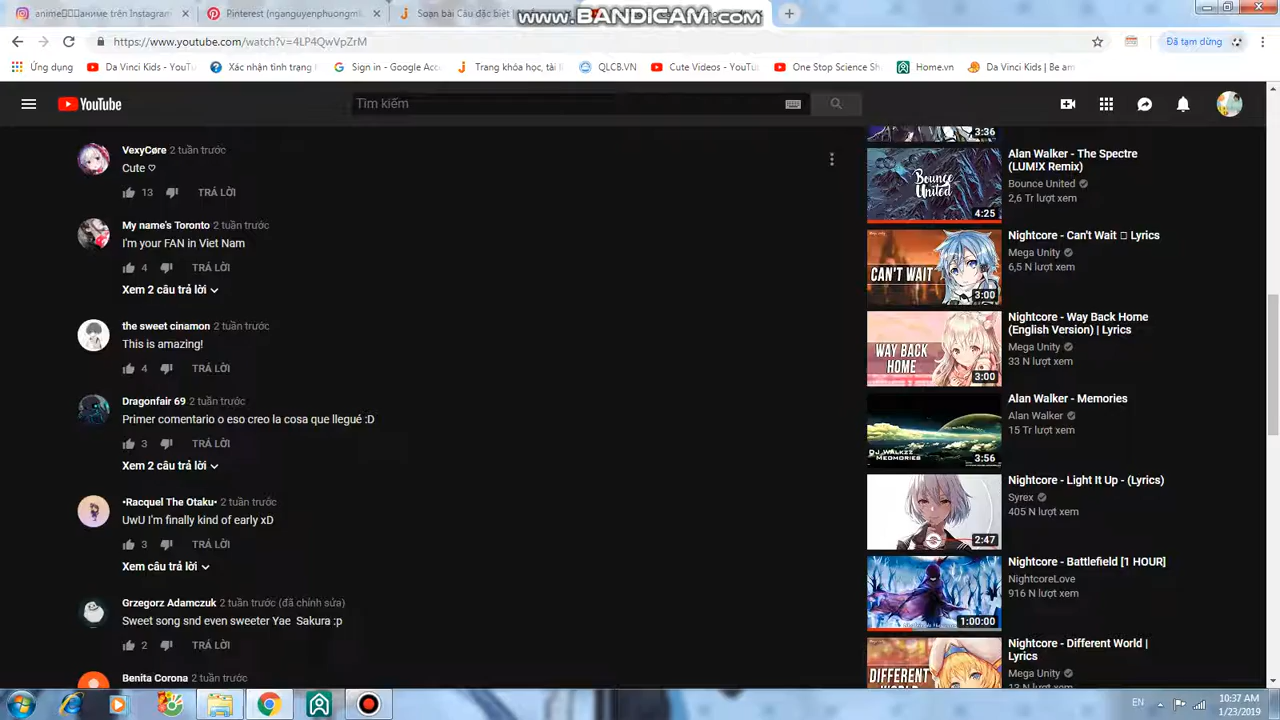 anime аниме trên Instagram
Pinterest (nganguyenphuongmi
Soạn bài Câu đặc biệt
www.BANDICAM.com
https://www.youtube.com/watch?v=4LP4QwVpZrM
Đã tạm dừng
Ứng dụng
Da Vinci Kids - YouTu
Xác nhận tình trạng h
Sign in - Google Acc
Trang khóa học, tài li
QLCB.VN
Cute Videos - YouTu
One Stop Science Sh
Home.vn
Da Vinci Kids | Be am
YouTube
Tìm kiếm
VexyCøre 2 tuần trước
Cute ♡
13 TRẢ LỜI
My name's Toronto 2 tuần trước
I'm your FAN in Viet Nam
4 TRẢ LỜI
Xem 2 câu trả lời
the sweet cinamon 2 tuần trước
This is amazing!
4 TRẢ LỜI
Dragonfair 69 2 tuần trước
Primer comentario o eso creo la cosa que llegué :D
3 TRẢ LỜI
Xem 2 câu trả lời
•Racquel The Otaku• 2 tuần trước
UwU I'm finally kind of early xD
3 TRẢ LỜI
Xem câu trả lời
Grzegorz Adamczuk 2 tuần trước (đã chỉnh sửa)
Sweet song snd even sweeter Yae Sakura :p
2 TRẢ LỜI
Benita Corona 2 tuần trước
3:36
Bounce
United
4:25
Alan Walker - The Spectre
(LUM!X Remix)
Bounce United
2,6 Tr lượt xem
CAN'T WAIT
3:00
Nightcore - Can't Wait Lyrics
Mega Unity
6,5 N lượt xem
WAY BACK
HOME
3:00
Nightcore - Way Back Home
(English Version) | Lyrics
Mega Unity
33 N lượt xem
DJ WALKZZ
MEOMORIES
3:56
Alan Walker - Memories
Alan Walker
15 Tr lượt xem
2:47
Nightcore - Light It Up - (Lyrics)
Syrex
405 N lượt xem
1:00:00
Nightcore - Battlefield [1 HOUR]
NightcoreLove
916 N lượt xem
DIFFERENT
WORLD
Nightcore - Different World |
Lyrics
Mega Unity
13 N lượt xem
EN
10:37 AM
1/23/2019